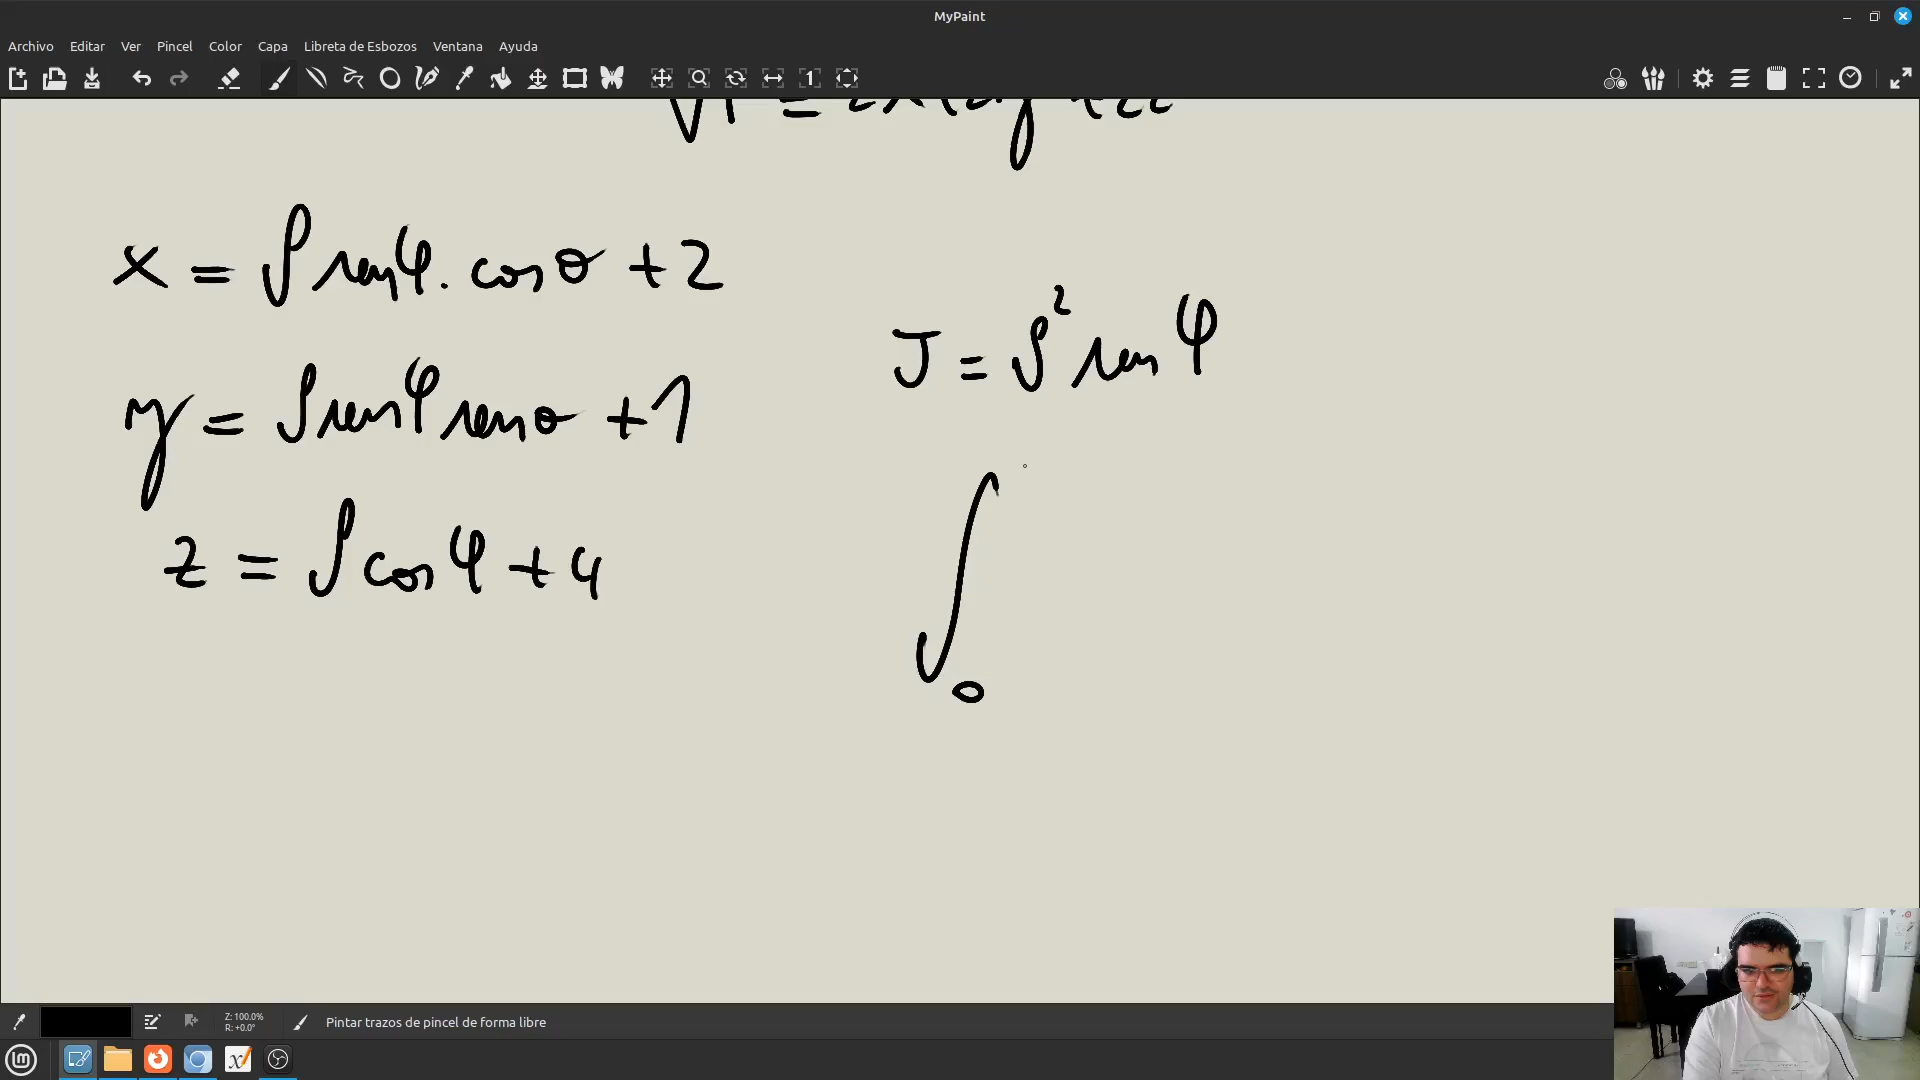 MyPaint
Archivo Editar Ver Pincel Color Capa Libreta de Esbozos Ventana Ayuda
x = ρ sen φ . cos θ + 2
J = ρ² sen φ
y = ρ sen φ sen θ + 1
z = ρ cos φ + 4
∫
0
Z: 100.0%
R: +0.0°
Pintar trazos de pincel de forma libre